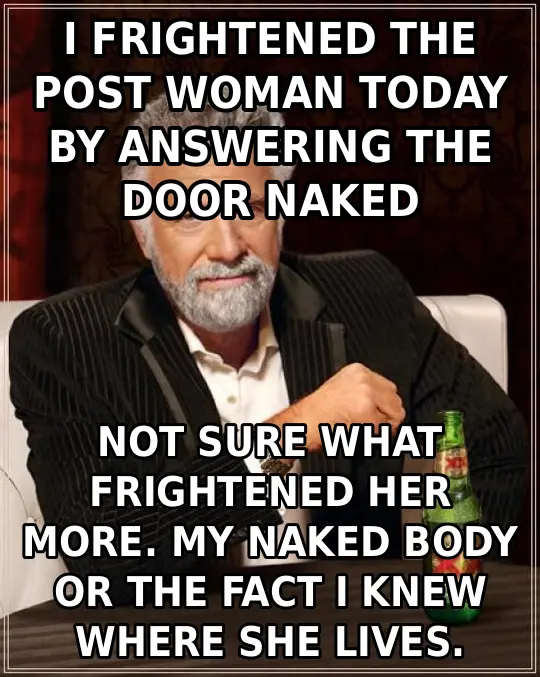 I FRIGHTENED THE
POST WOMAN TODAY
BY ANSWERING THE
DOOR NAKED
NOT SURE WHAT
FRIGHTENED HER
MORE. MY NAKED BODY
OR THE FACT I KNEW
WHERE SHE LIVES.